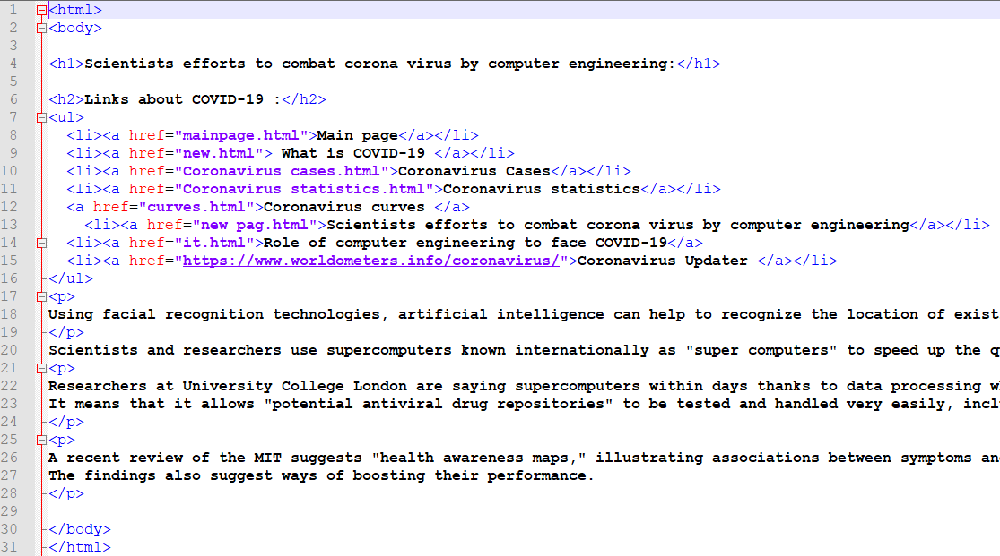 1 <html>
2 <body>
3
4 <h1>Scientists efforts to combat corona virus by computer engineering:</h1>
5
6 <h2>Links about COVID-19 :</h2>
7 <ul>
8 <li><a href="mainpage.html">Main page</a></li>
9 <li><a href="new.html"> What is COVID-19 </a></li>
10 <li><a href="Coronavirus cases.html">Coronavirus Cases</a></li>
11 <li><a href="Coronavirus statistics.html">Coronavirus statistics</a></li>
12 <a href="curves.html">Coronavirus curves </a>
13 <li><a href="new pag.html">Scientists efforts to combat corona virus by computer engineering</a></li>
14 <li><a href="it.html">Role of computer engineering to face COVID-19</a>
15 <li><a href="https://www.worldometers.info/coronavirus/">Coronavirus Updater </a></li>
16 </ul>
17 <p>
18 Using facial recognition technologies, artificial intelligence can help to recognize the location of exist
19 </p>
20 Scientists and researchers use supercomputers known internationally as "super computers" to speed up the
21 <p>
22 Researchers at University College London are saying supercomputers within days thanks to data processing
23 It means that it allows "potential antiviral drug repositories" to be tested and handled very easily, incl
24 </p>
25 <p>
26 A recent review of the MIT suggests "health awareness maps," illustrating associations between symptoms an
27 The findings also suggest ways of boosting their performance.
28 </p>
29
30 </body>
31 </html>